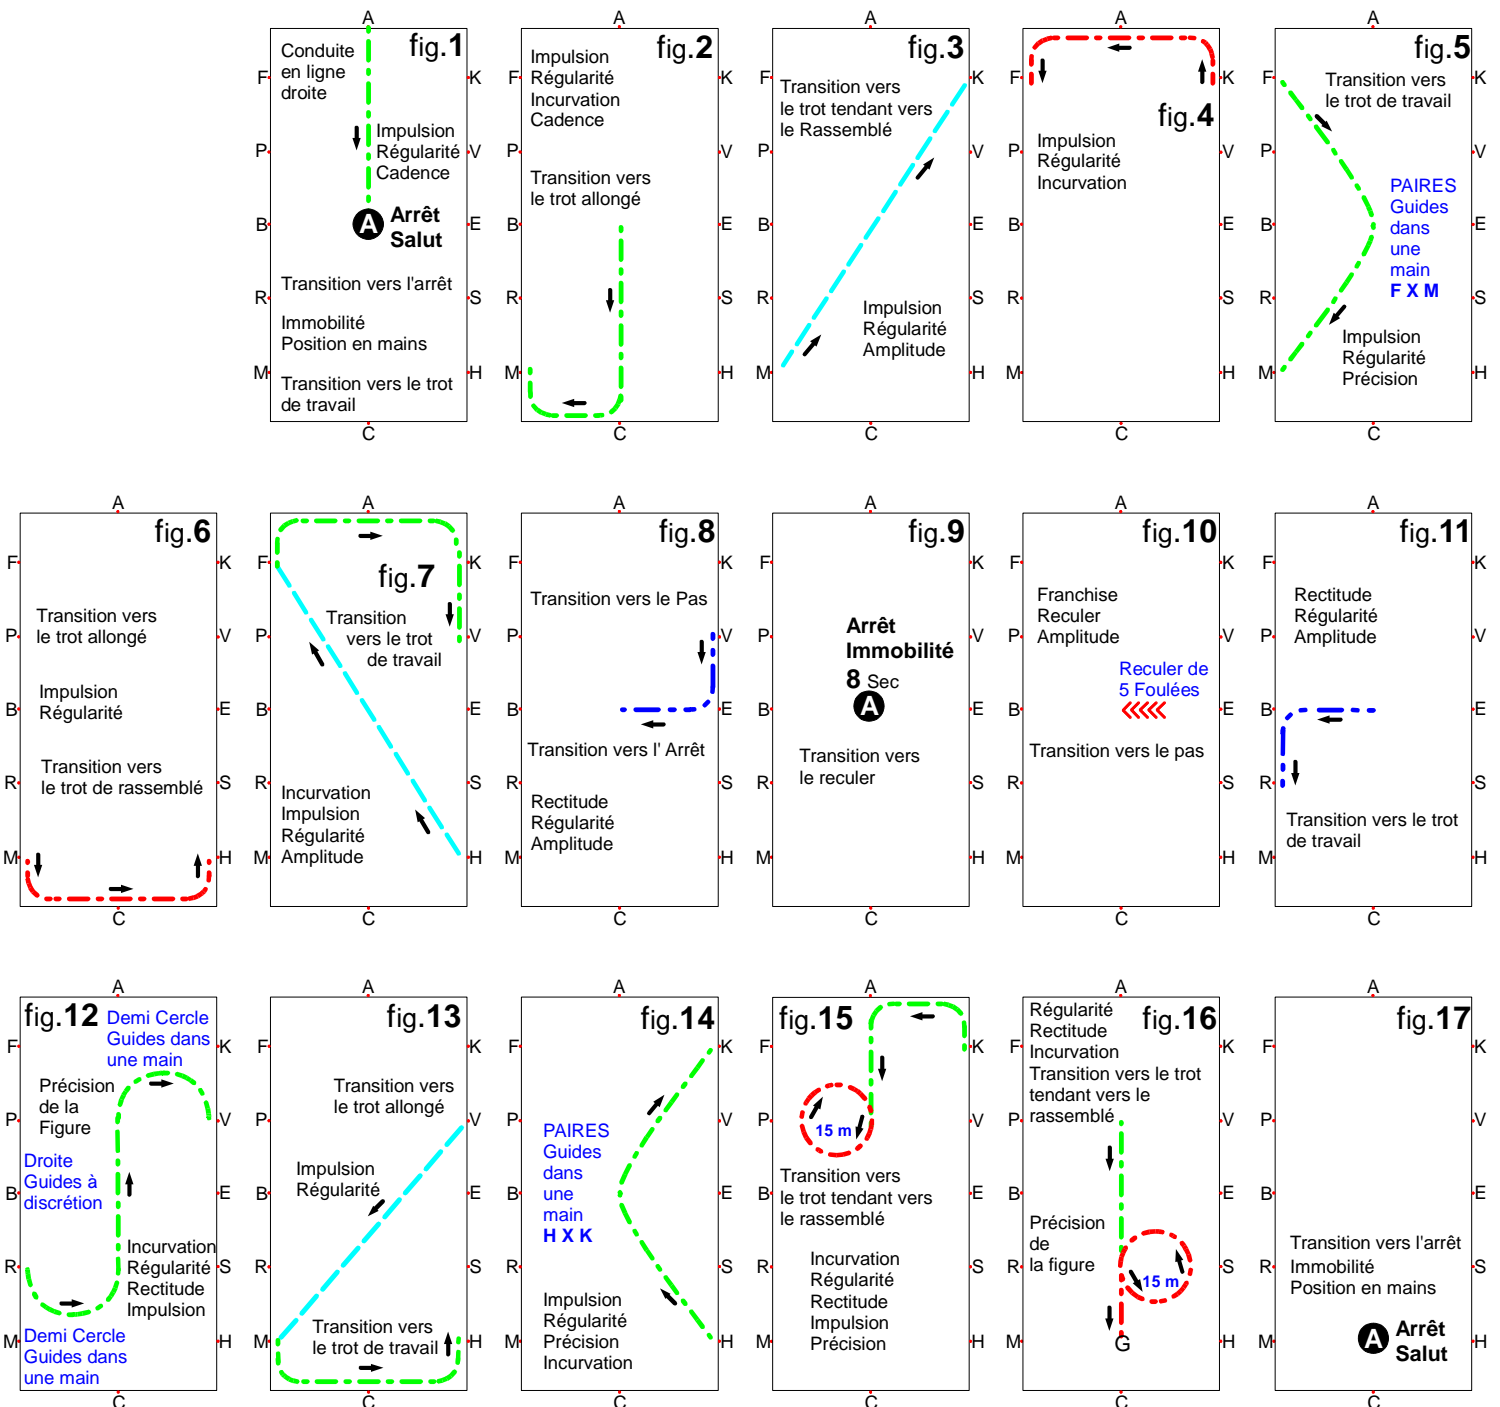 A
fig.1
Conduite
en ligne
droite
F
K
Impulsion
Régularité
Cadence
P
V
A Arrêt
Salut
B
E
Transition vers l'arrêt
R
S
Immobilité
Position en mains
M
H
Transition vers le trot
de travail
C
A
fig.2
Impulsion
Régularité
Incurvation
Cadence
F
K
P
V
Transition vers
le trot allongé
B
E
R
S
M
H
C
A
fig.3
F
K
Transition vers
le trot tendant vers
le Rassemblé
P
V
B
E
R
S
Impulsion
Régularité
Amplitude
M
H
C
A
F
K
fig.4
Impulsion
Régularité
Incurvation
P
V
B
E
R
S
M
H
C
A
fig.5
F
K
Transition vers
le trot de travail
P
V
PAIRES
Guides
dans
une
main
F X M
B
E
R
S
Impulsion
Régularité
Précision
M
H
C
A
fig.6
F
K
Transition vers
le trot allongé
P
V
Impulsion
Régularité
B
E
Transition vers
le trot de rassemblé
R
S
M
H
C
A
F
K
fig.7
Transition
vers le trot
de travail
P
V
B
E
R
S
Incurvation
Impulsion
Régularité
Amplitude
M
H
C
A
fig.8
F
K
Transition vers le Pas
P
V
B
E
Transition vers l' Arrêt
R
S
Rectitude
Régularité
Amplitude
M
H
C
A
fig.9
F
K
Arrêt
Immobilité
8 Sec
A
P
V
B
E
Transition vers
le reculer
R
S
M
H
C
A
fig.10
F
K
Franchise
Reculer
Amplitude
P
V
Reculer de
5 Foulées
B
E
Transition vers le pas
R
S
M
H
C
A
fig.11
F
K
Rectitude
Régularité
Amplitude
P
V
B
E
R
S
Transition vers le trot
de travail
M
H
C
A
fig.12
Demi Cercle
Guides dans
une main
F
K
Précision
de la
Figure
P
V
Droite
Guides à
discrétion
B
E
Incurvation
Régularité
Rectitude
Impulsion
R
S
Demi Cercle
Guides dans
une main
M
H
C
A
fig.13
F
K
Transition vers
le trot allongé
P
V
Impulsion
Régularité
B
E
R
S
Transition vers
le trot de travail
M
H
C
A
fig.14
F
K
P
V
PAIRES
Guides
dans
une
main
H X K
B
E
R
S
Impulsion
Régularité
Précision
Incurvation
M
H
C
A
fig.15
F
K
P
V
15 m
Transition vers
le trot tendant vers
le rassemblé
B
E
Incurvation
Régularité
Rectitude
Impulsion
Précision
R
S
M
H
C
A
fig.16
Régularité
Rectitude
Incurvation
Transition vers le trot
tendant vers le
rassemblé
F
K
P
V
B
E
Précision
de
la figure
R
S
15 m
M
G
H
C
A
fig.17
F
K
P
V
B
E
Transition vers l'arrêt
Immobilité
Position en mains
R
S
A Arrêt
Salut
M
H
C